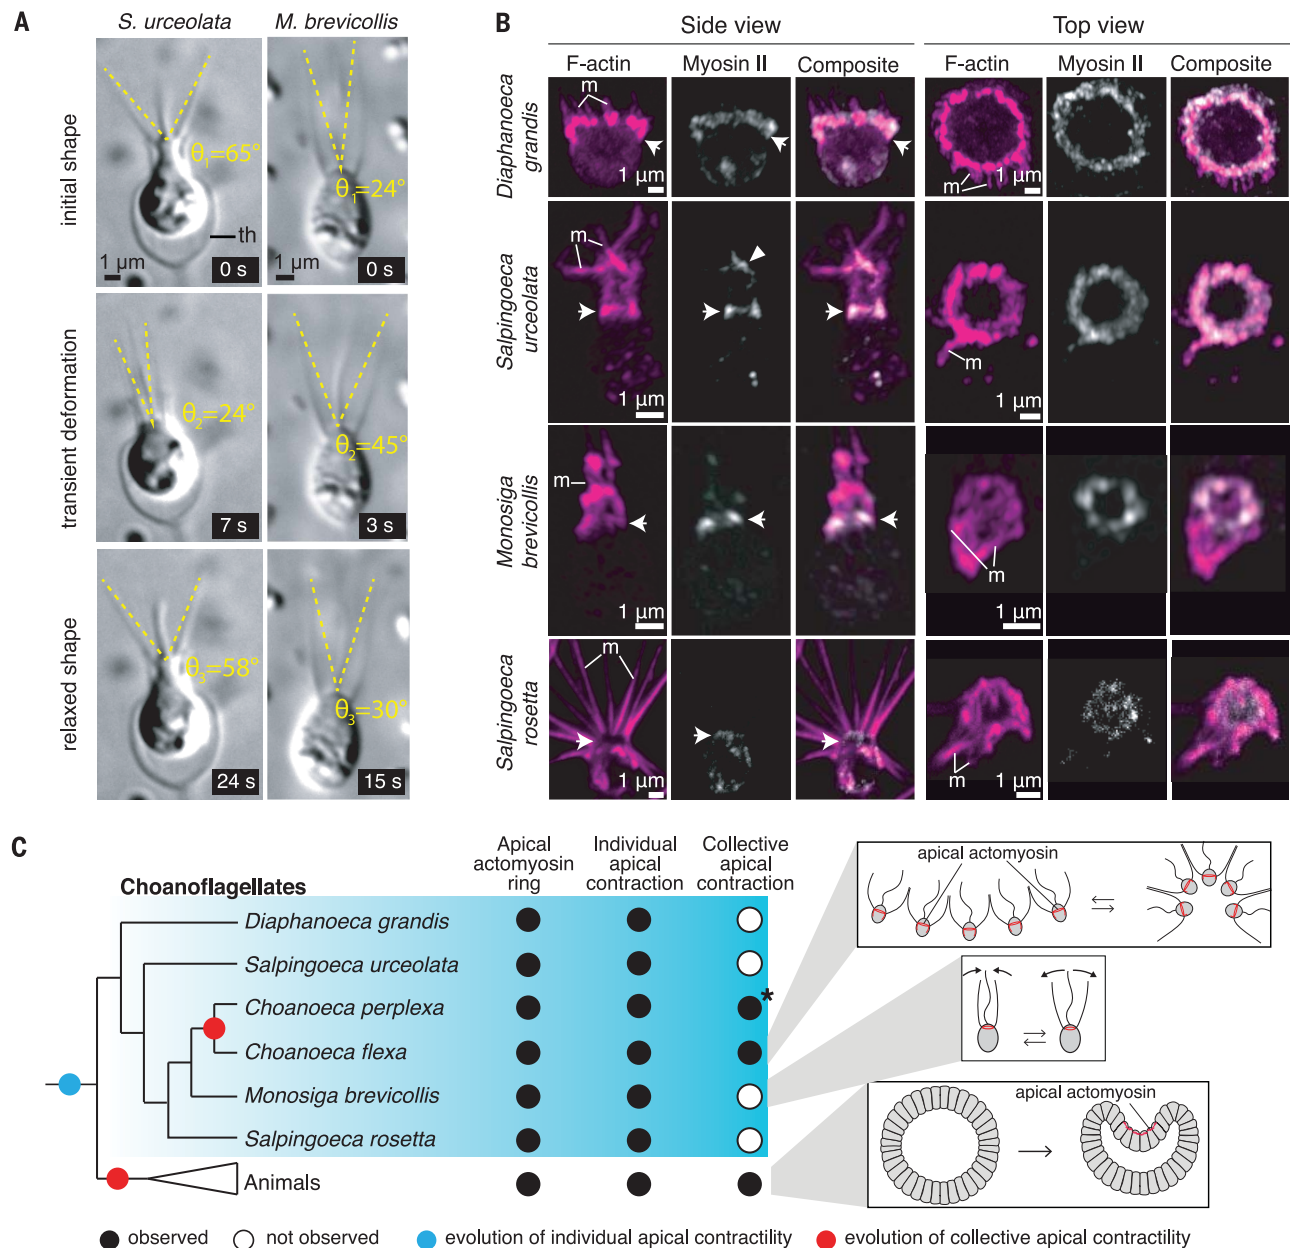 A
S. urceolata
M. brevicollis
initial shape
θ1=65°
th
1 µm
0 s
θ1=24°
1 µm
0 s
transient deformation
θ2=24°
7 s
θ2=45°
3 s
relaxed shape
θ3=58°
24 s
θ3=30°
15 s
B
Side view
Top view
F-actin
Myosin II
Composite
F-actin
Myosin II
Composite
Diaphanoeca
grandis
m
1 µm
1 µm
m
Salpingoeca
urceolata
m
1 µm
m
1 µm
Monosiga
brevicollis
m
1 µm
m
1 µm
Salpingoeca
rosetta
m
1 µm
m
1 µm
C
Choanoflagellates
Apical
actomyosin
ring
Individual
apical
contraction
Collective
apical
contraction
Diaphanoeca grandis
Salpingoeca urceolata
Choanoeca perplexa
*
Choanoeca flexa
Monosiga brevicollis
Salpingoeca rosetta
Animals
apical actomyosin
apical actomyosin
observed
not observed
evolution of individual apical contractility
evolution of collective apical contractility